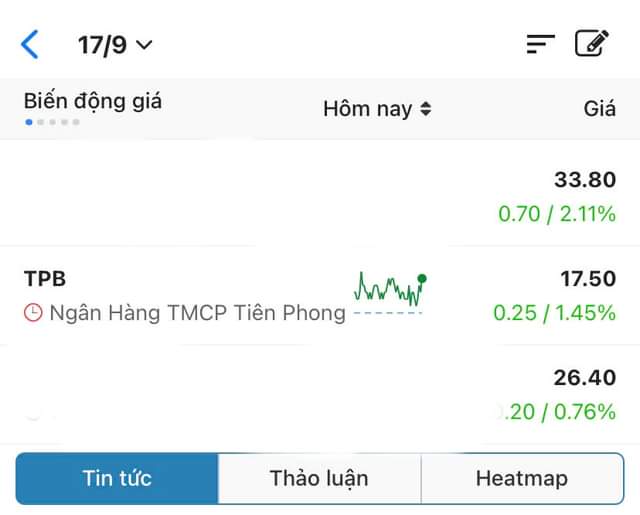 17/9
Biến động giá
Hôm nay
Giá
33.80
0.70 / 2.11%
TPB
17.50
Ngân Hàng TMCP Tiên Phong
0.25 / 1.45%
26.40
.20 / 0.76%
Tin tức
Thảo luận
Heatmap